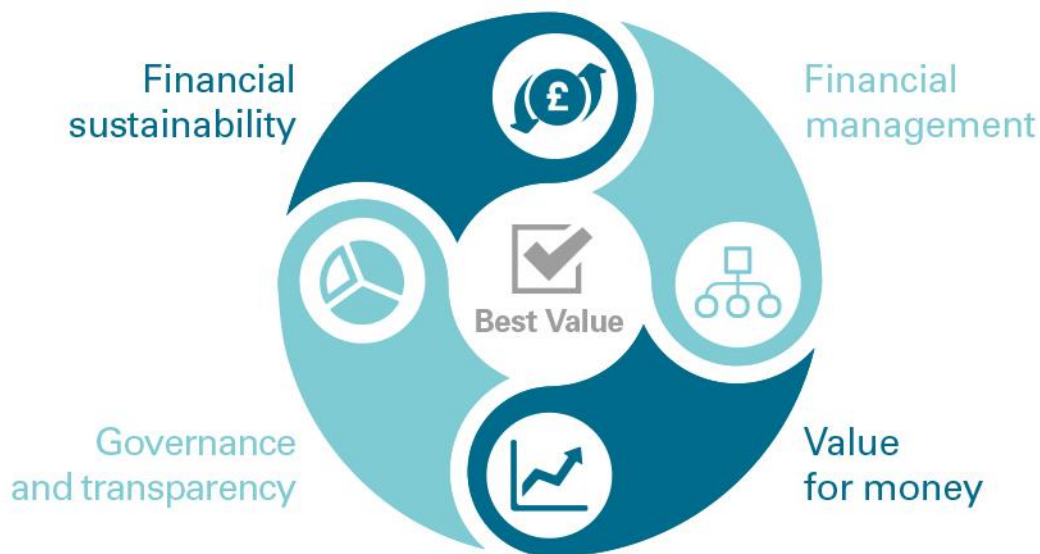 Financial
sustainability
Financial
management
£
Best Value
Governance
and transparency
Value
for money